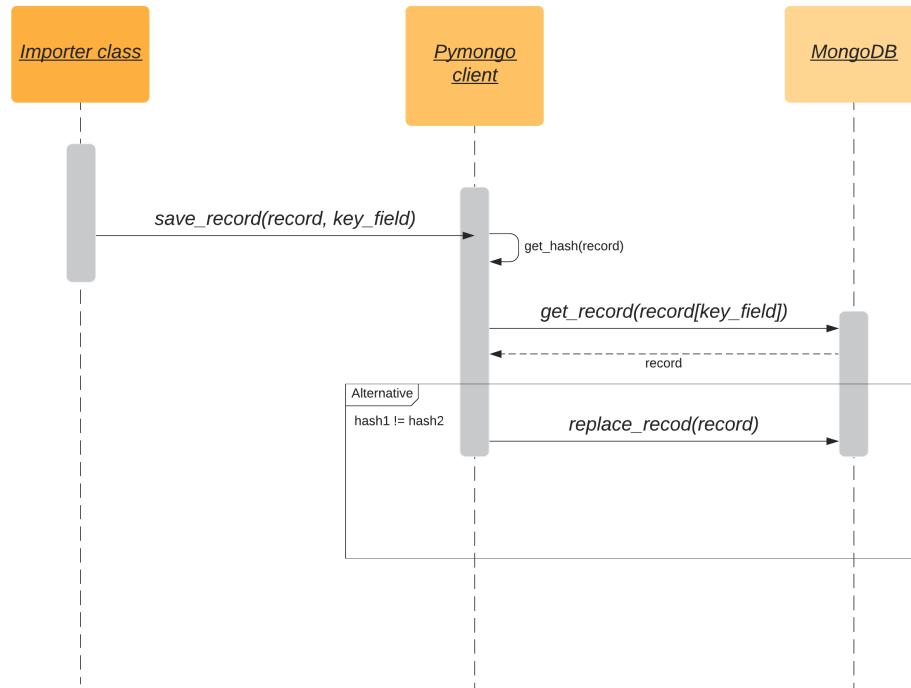 Importer class
Pymongo
client
MongoDB
save_record(record, key_field)
get_hash(record)
get_record(record[key_field])
record
Alternative
hash1 != hash2
replace_recod(record)